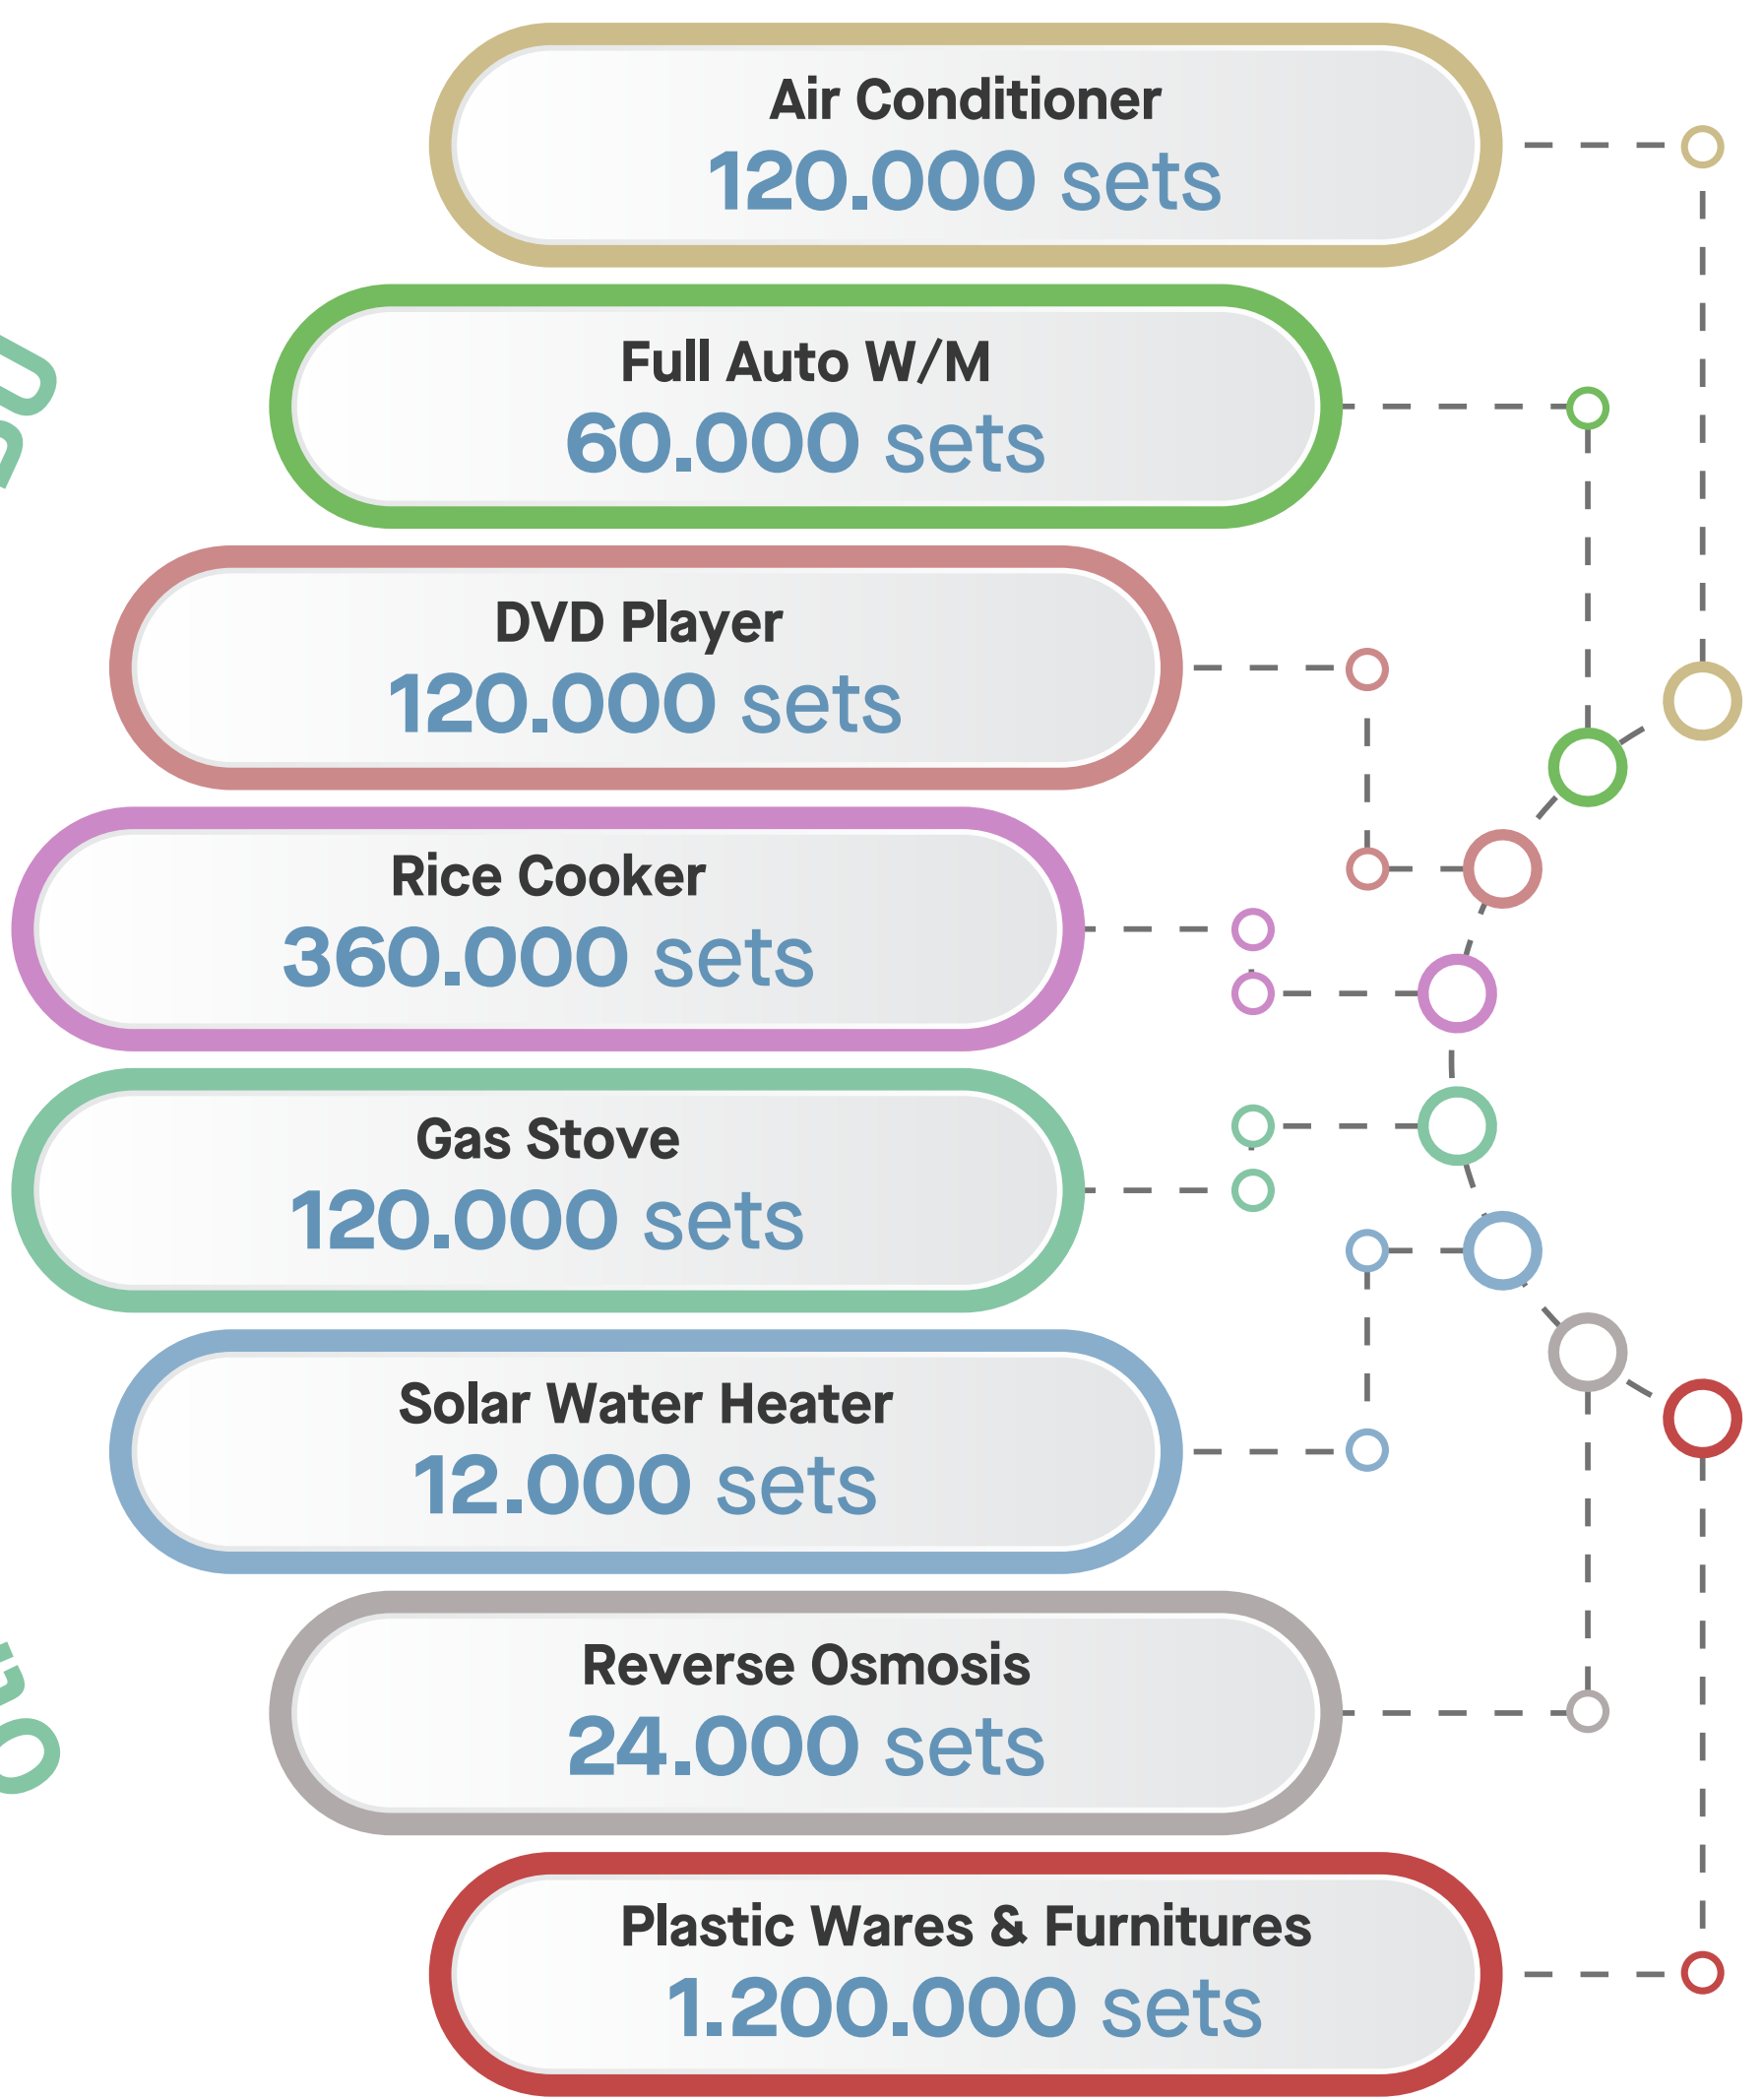 Air Conditioner
120.000 sets
Full Auto W/M
60.000 sets
DVD Player
120.000 sets
Rice Cooker
360.000 sets
Gas Stove
120.000 sets
Solar Water Heater
12.000 sets
Reverse Osmosis
24.000 sets
Plastic Wares & Furnitures
1.200.000 sets